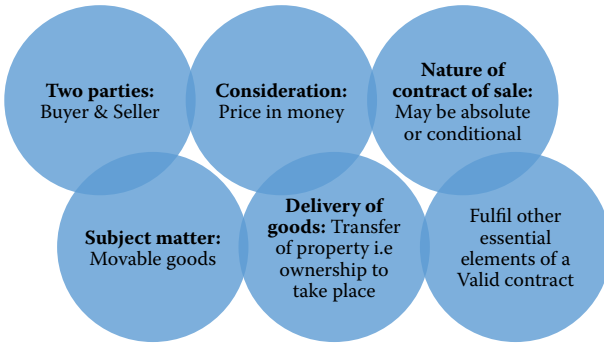 Two parties:
Buyer & Seller
Consideration:
Price in money
Nature of
contract of sale:
May be absolute
or conditional
Subject matter:
Movable goods
Delivery of
goods: Transfer
of property i.e
ownership to
take place
Fulfil other
essential
elements of a
Valid contract